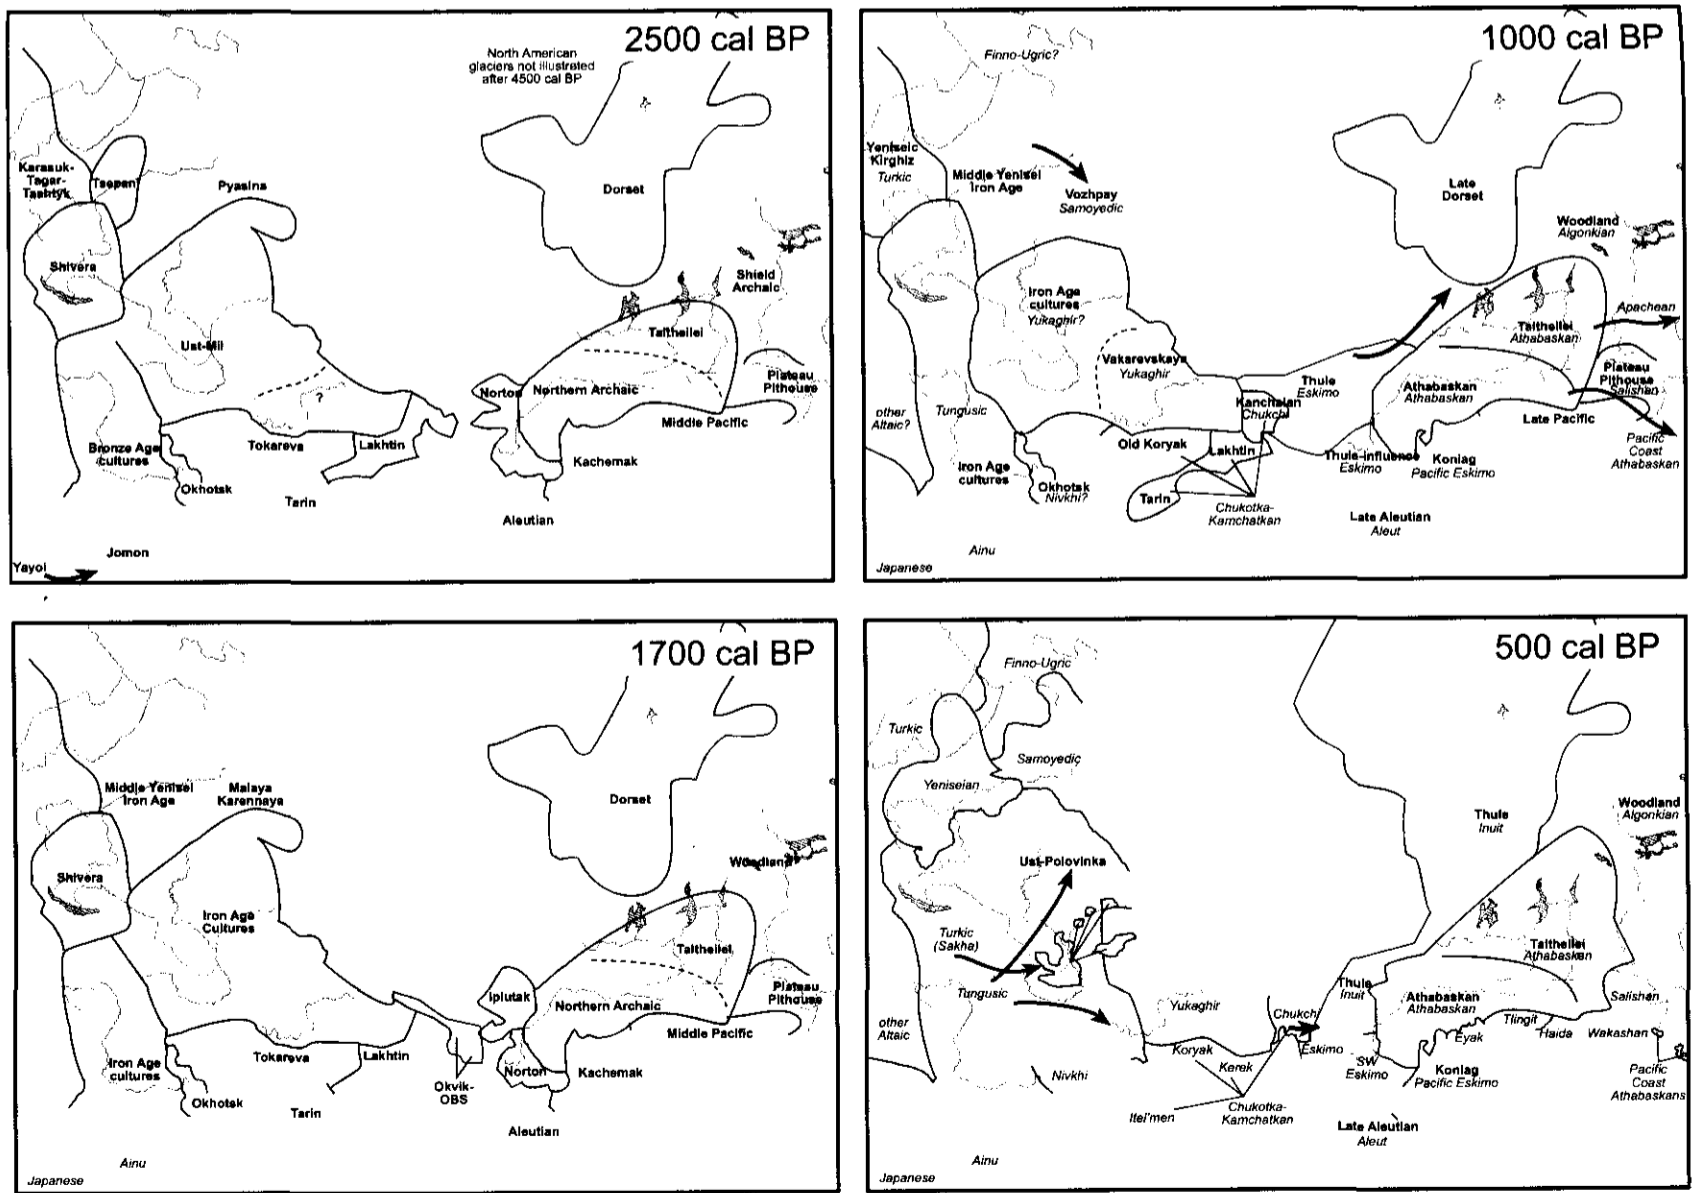 2500 cal BP
North American
glaciers not illustrated
after 4500 cal BP
Karasuk-
Tagar-
Tashtyk
Tsepan
Pyasina
Dorset
Shivera
Shield
Archaic
Ust-Mil
Taltheilei
?
Norton
Northern Archaic
Plateau
Pithouse
Middle Pacific
Bronze Age
cultures
Tokareva
Lakhtin
Kachemak
Okhotsk
Tarin
Aleutian
Jomon
Yayoi
1000 cal BP
Finno-Ugric?
Yeniseic
Kirghiz
Turkic
Middle Yenisei
Iron Age
Vozhpay
Samoyedic
Late
Dorset
Woodland
Algonkian
Iron Age
cultures
Yukaghir?
Apachean
Taltheilei
Athabaskan
Vakarevskaya
Yukaghir
Plateau
Pithouse
Salishan
Thule
Eskimo
Athabaskan
Athabaskan
Kanchalan
Chukchi
other
Altaic?
Tungusic
Late Pacific
Old Koryak
Lakhtin
Thule-influence
Eskimo
Koniag
Pacific Eskimo
Pacific
Coast
Athabaskan
Iron Age
cultures
Okhotsk
Nivkhi?
Tarin
Chukotka-
Kamchatkan
Late Aleutian
Aleut
Ainu
Japanese
1700 cal BP
Middle Yenisei
Iron Age
Malaya
Karennaya
Dorset
Woodland
Shivera
Iron Age
Cultures
Taltheilei
Ipiutak
Northern Archaic
Plateau
Pithouse
Middle Pacific
Iron Age
cultures
Tokareva
Lakhtin
Norton
Kachemak
Okvik-
OBS
Okhotsk
Tarin
Aleutian
Ainu
Japanese
500 cal BP
Finno-Ugric
Turkic
Samoyedic
Yeniseian
Thule
Inuit
Woodland
Algonkian
Ust-Polovinka
Turkic
(Sakha)
Taltheilei
Athabaskan
Tungusic
Thule
Inuit
Yukaghir
Athabaskan
Athabaskan
Salishan
Chukchi
other
Altaic
Tlingit
Haida
Wakashan
Eyak
Koryak
Eskimo
Kerek
SW
Eskimo
Koniag
Pacific Eskimo
Nivkhi
Pacific
Coast
Athabaskans
Itel'men
Chukotka-
Kamchatkan
Late Aleutian
Aleut
Ainu
Japanese